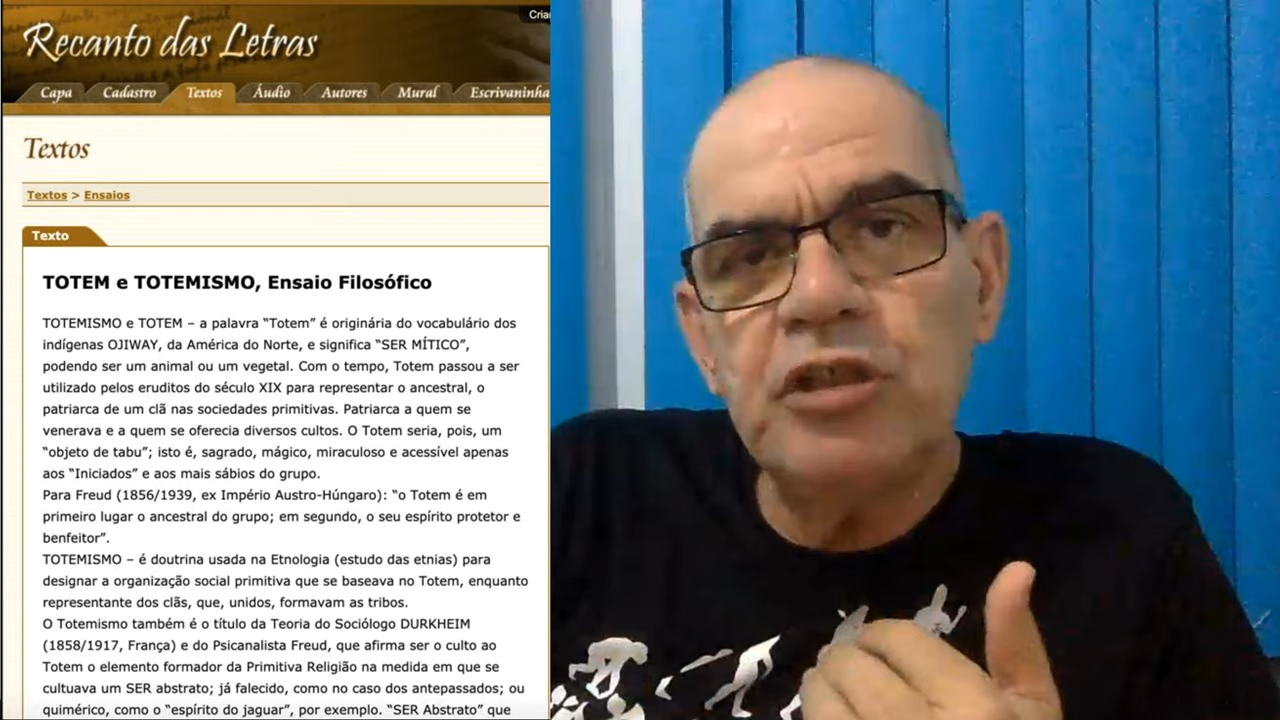 Cria
Recanto das Letras
Capa Cadastro Textos Áudio Autores Mural Escrivaninha
Textos
Textos > Ensaios
Texto
TOTEM e TOTEMISMO, Ensaio Filosófico
TOTEMISMO e TOTEM – a palavra “Totem” é originária do vocabulário dos
indígenas OJIWAY, da América do Norte, e significa “SER MÍTICO”,
podendo ser um animal ou um vegetal. Com o tempo, Totem passou a ser
utilizado pelos eruditos do século XIX para representar o ancestral, o
patriarca de um clã nas sociedades primitivas. Patriarca a quem se
venerava e a quem se oferecia diversos cultos. O Totem seria, pois, um
“objeto de tabu”; isto é, sagrado, mágico, miraculoso e acessível apenas
aos “Iniciados” e aos mais sábios do grupo.
Para Freud (1856/1939, ex Império Austro-Húngaro): “o Totem é em
primeiro lugar o ancestral do grupo; em segundo, o seu espírito protetor e
benfeitor”.
TOTEMISMO – é doutrina usada na Etnologia (estudo das etnias) para
designar a organização social primitiva que se baseava no Totem, enquanto
representante dos clãs, que, unidos, formavam as tribos.
O Totemismo também é o título da Teoria do Sociólogo DURKHEIM
(1858/1917, França) e do Psicanalista Freud, que afirma ser o culto ao
Totem o elemento formador da Primitiva Religião na medida em que se
cultuava um SER abstrato; já falecido, como no caso dos antepassados; ou
quimérico, como o “espírito do jaguar”, por exemplo. “SER Abstrato” que